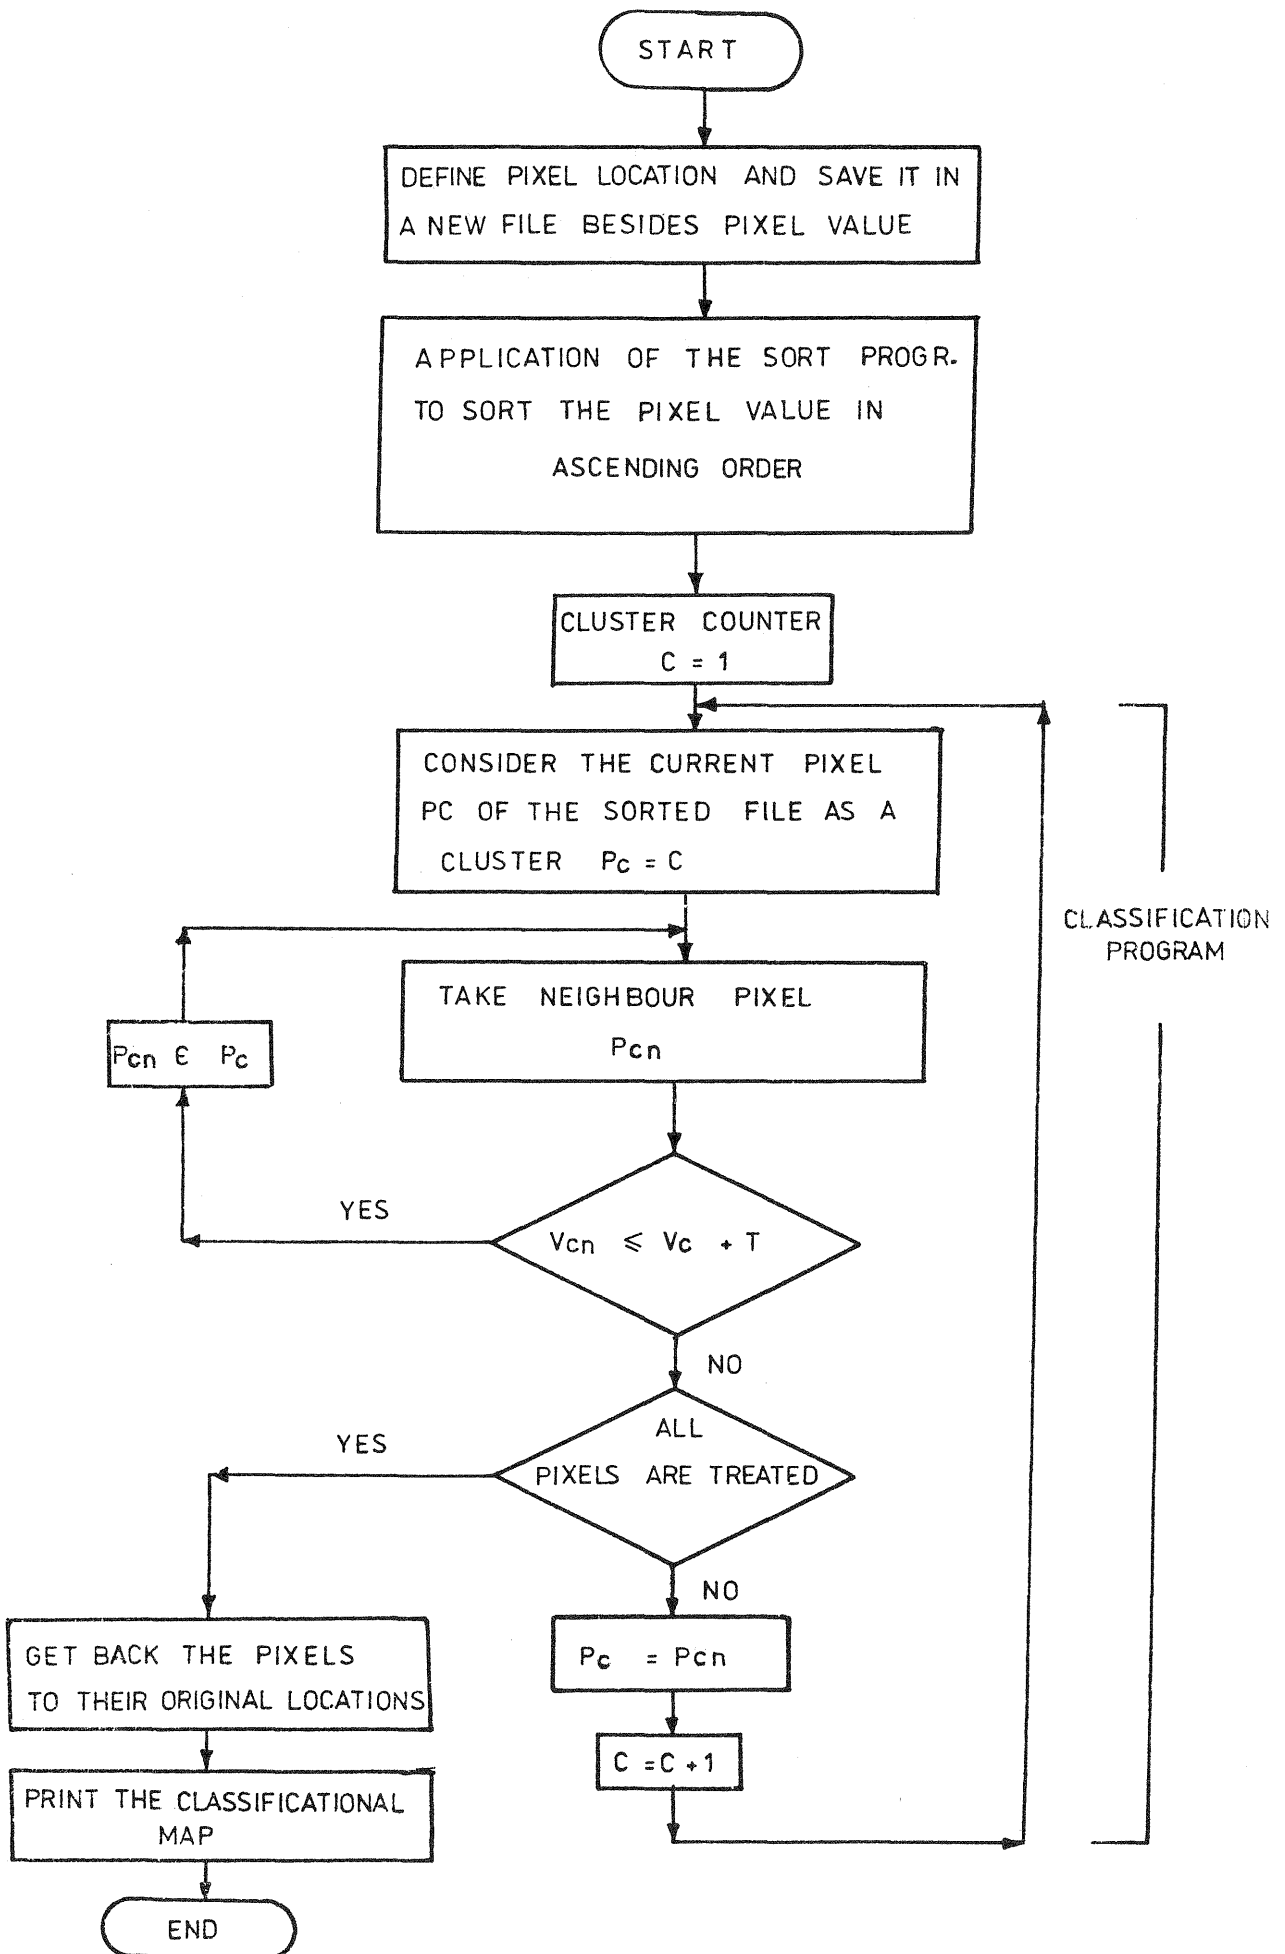 START
DEFINE PIXEL LOCATION AND SAVE IT IN
A NEW FILE BESIDES PIXEL VALUE
APPLICATION OF THE SORT PROGR.
TO SORT THE PIXEL VALUE IN
ASCENDING ORDER
CLUSTER COUNTER
C = 1
CONSIDER THE CURRENT PIXEL
PC OF THE SORTED FILE AS A
CLUSTER Pc = C
CLASSIFICATION
PROGRAM
TAKE NEIGHBOUR PIXEL
Pcn
Pcn Є Pc
YES
Vcn ⩽ Vc + T
NO
ALL
PIXELS ARE TREATED
YES
NO
Pc = Pcn
C = C + 1
GET BACK THE PIXELS
TO THEIR ORIGINAL LOCATIONS
PRINT THE CLASSIFICATIONAL
MAP
END